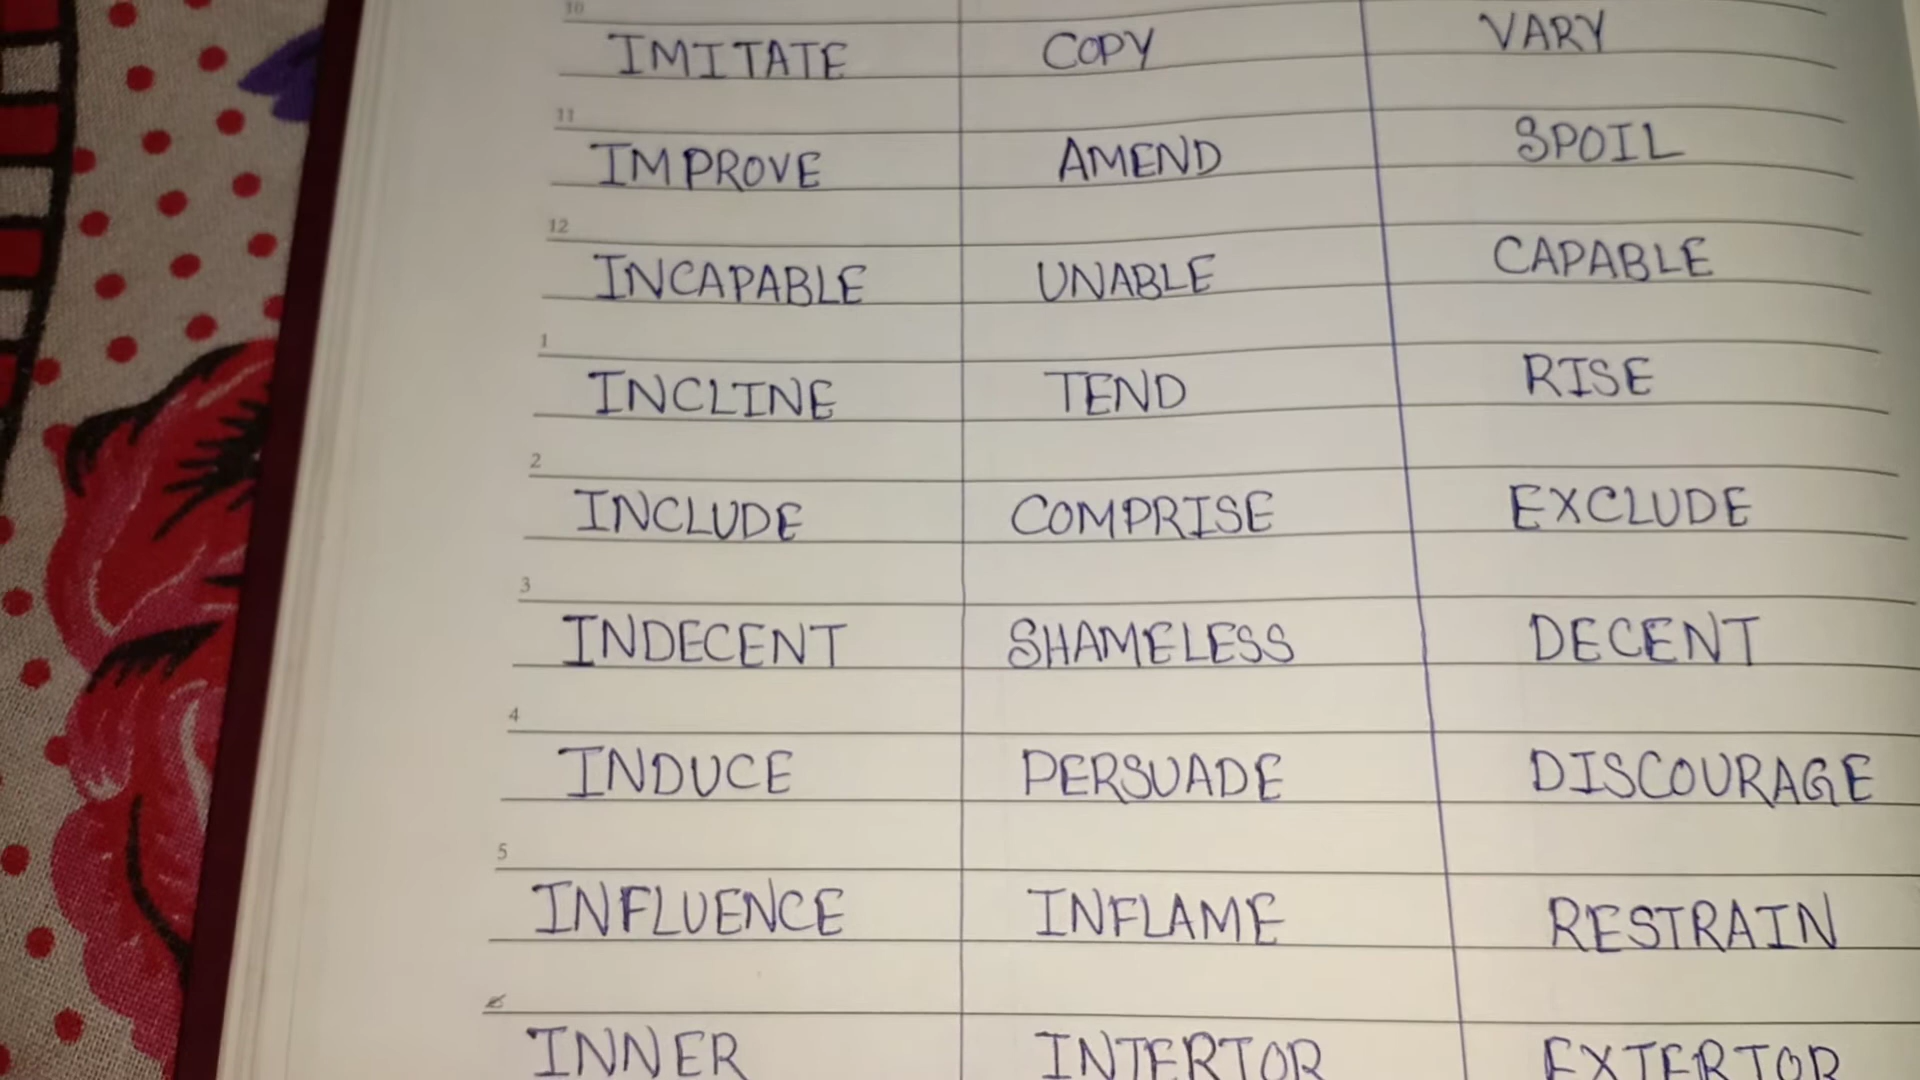 10
IMITATE COPY VARY
11
IMPROVE AMEND SPOIL
12
INCAPABLE UNABLE CAPABLE
1
INCLINE TEND RISE
2
INCLUDE COMPRISE EXCLUDE
3
INDECENT SHAMELESS DECENT
4
INDUCE PERSUADE DISCOURAGE
5
INFLUENCE INFLAME RESTRAIN
6
INNER INTERIOR EXTERIOR